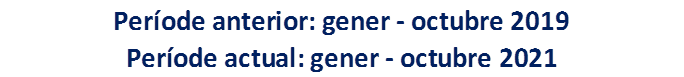 Període anterior: gener - octubre 2019
Període actual: gener - octubre 2021